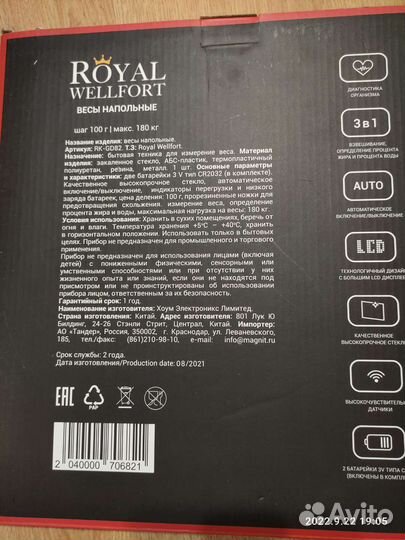 ROYAL
WELLFORT
ВЕСЫ НАПОЛЬНЫЕ
шаг 100 г | макс. 180 кг
Название изделия: весы напольные.
Артикул: RK-GD82. Т.З: Royal Wellfort.
Назначение: бытовая техника для измерение веса. Материал
изделия: закаленное стекло, АБС-пластик, термопластичный
полиуретан, резина, металл. 1 шт. Основные параметры
и характеристики: две батарейки 3 V тип CR2032 (в комплекте).
Качественное высокопрочное стекло, автоматическое
включение/выключение, индикаторы перегрузки и низкого
заряда батареи, цена деления: 100 г, прорезиненные ножки для
предотвращения скольжения, измерение веса, определение
процента жира и воды, максимальная нагрузка на весы: 180 кг.
Условия использования: Хранить в сухих помещениях, беречь от
огня и влаги. Температура хранения +5°С – +40°С, хранить
в горизонтальном положении. Использовать только в бытовых
целях. Прибор не предназначен для промышленного и торгового
применения.
Прибор не предназначен для использования лицами (включая
детей) с пониженными физическими, сенсорными или
умственными способностями или при отсутствии у них
жизненного опыта или знаний, если они не находятся под
присмотром или не проинструктированы об использовании
прибора лицом, ответственным за их безопасность.
Гарантийный срок: 1 год.
Наименование изготовителя: Хоум Электроникс Лимитед.
Страна изготовления: Китай. Адрес изготовителя: 801 Лук Ю
Билдинг, 24-26 Стэнли Стрит, Централ, Китай. Импортер:
АО «Тандер», Россия, 350002, г. Краснодар, ул. Леваневского,
185, тел./факс: (861)210-98-10, e-mail: info@magnit.ru
Срок службы: 2 года.
Дата изготовления/Production date: 08/2021
EAC
PAP
2 040000 706821
ДИАГНОСТИКА
ОРГАНИЗМА
3 в 1
ВЗВЕШИВАНИЕ,
ОПРЕДЕЛЕНИЕ ПРОЦЕНТА
ЖИРА И ПРОЦЕНТА ВОДЫ
AUTO
АВТОМАТИЧЕСКОЕ
ВКЛЮЧЕНИЕ/ВЫКЛЮЧЕНИЕ
LCD
ТЕХНОЛОГИЧНЫЙ ДИЗАЙН
С БОЛЬШИМ LCD ДИСПЛЕЕ
КАЧЕСТВЕННОЕ
ВЫСОКОПРОЧНОЕ СТЕКЛО
ВЫСОКОЧУВСТВИТЕЛЬНЫЕ
ДАТЧИКИ
2 БАТАРЕЙКИ 3V ТИПА C
(ВКЛЮЧЕНЫ В КОМПЛЕ
2022.9.22 19:05
Avito